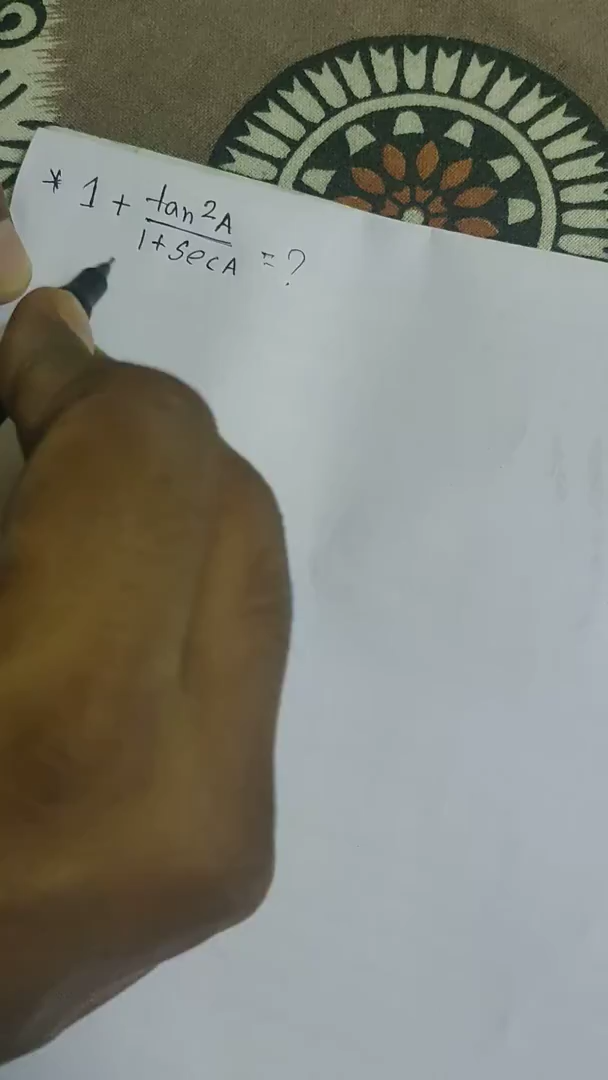 * 1 + tan²A / 1 + secA = ?